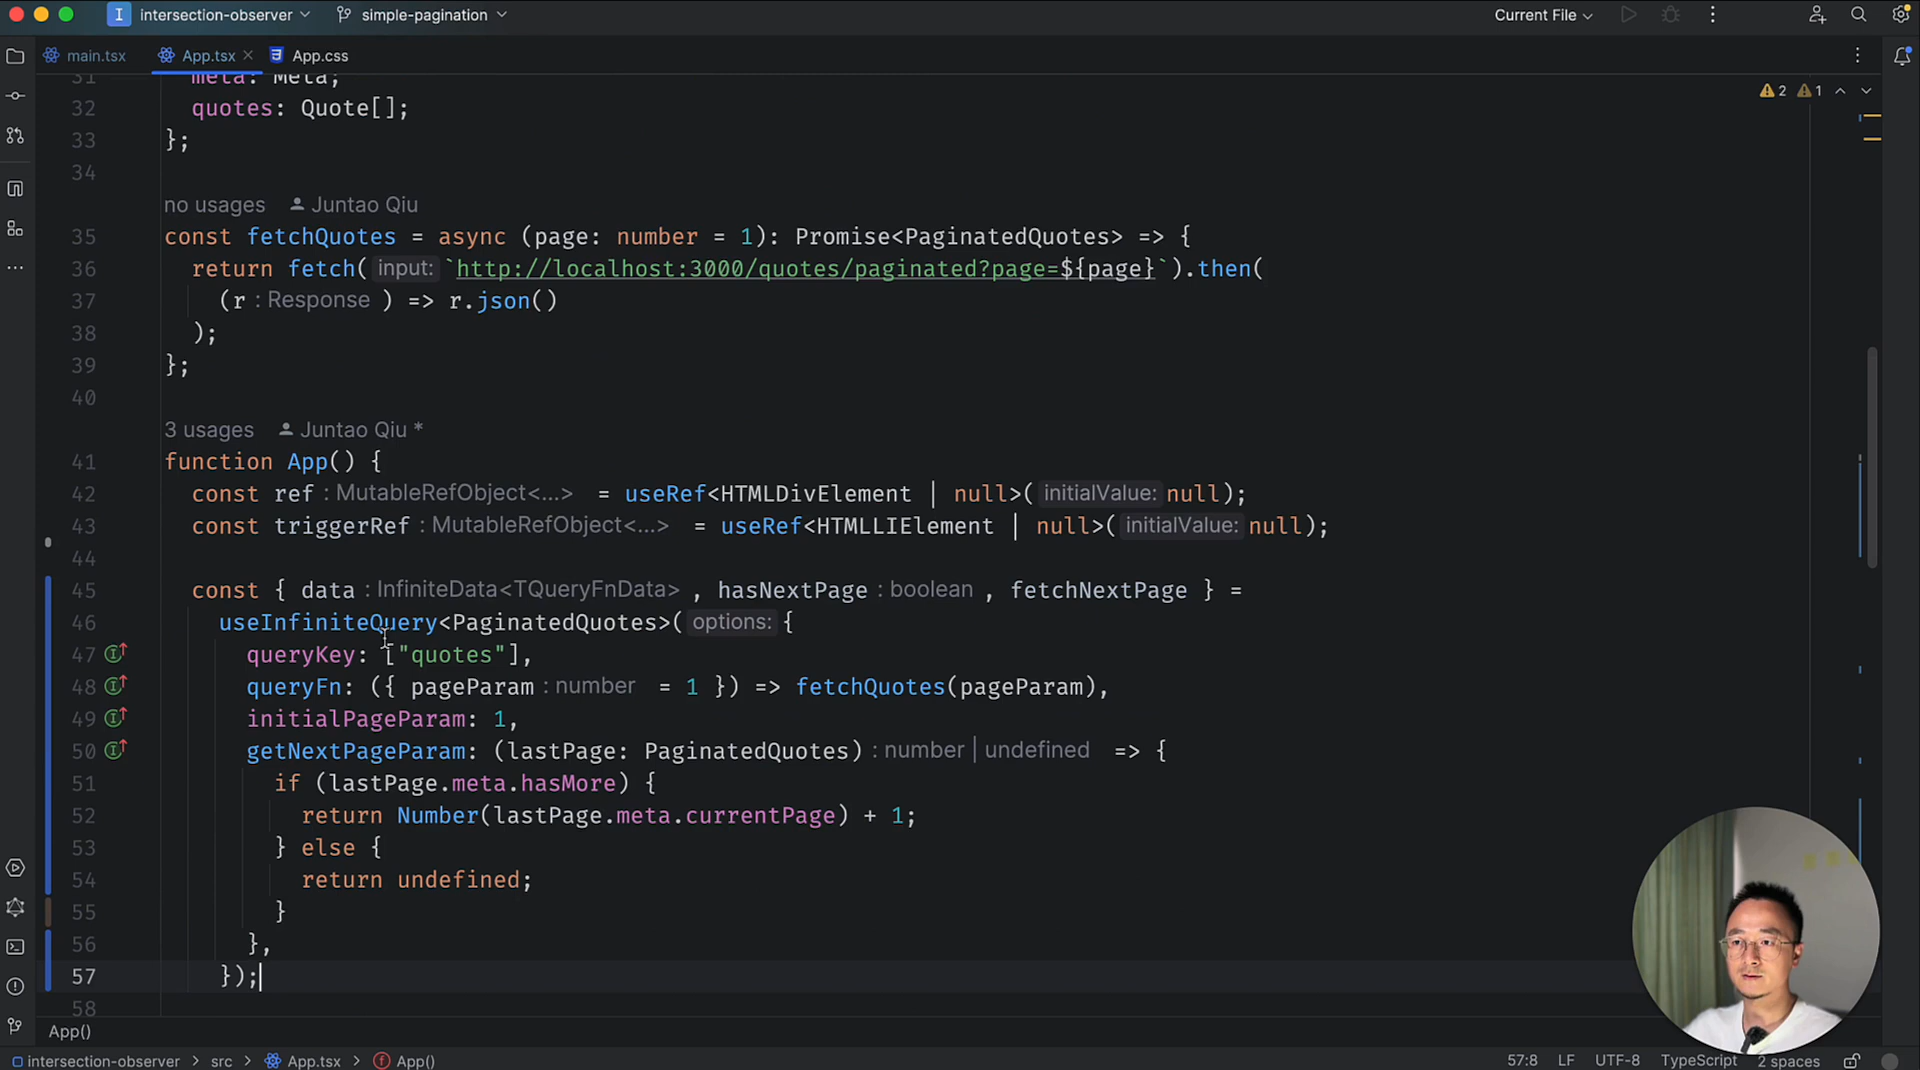 I intersection-observer simple-pagination Current File
main.tsx App.tsx App.css
31 meta: Meta;
32 quotes: Quote[];
33 };
34
no usages Juntao Qiu
35 const fetchQuotes = async (page: number = 1): Promise<PaginatedQuotes> => {
36 return fetch( input: `http://localhost:3000/quotes/paginated?page=${page}`).then(
37 (r : Response ) => r.json()
38 );
39 };
40
3 usages Juntao Qiu *
41 function App() {
42 const ref : MutableRefObject<...> = useRef<HTMLDivElement | null>( initialValue: null);
43 const triggerRef : MutableRefObject<...> = useRef<HTMLLIElement | null>( initialValue: null);
44
45 const { data : InfiniteData<TQueryFnData> , hasNextPage : boolean , fetchNextPage } =
46 useInfiniteQuery<PaginatedQuotes>( options: {
47 queryKey: ["quotes"],
48 queryFn: ({ pageParam : number = 1 }) => fetchQuotes(pageParam),
49 initialPageParam: 1,
50 getNextPageParam: (lastPage: PaginatedQuotes) : number | undefined => {
51 if (lastPage.meta.hasMore) {
52 return Number(lastPage.meta.currentPage) + 1;
53 } else {
54 return undefined;
55 }
56 },
57 });
58
2 1
App()
intersection-observer > src > App.tsx > App() 57:8 LF UTF-8 TypeScript 2 spaces